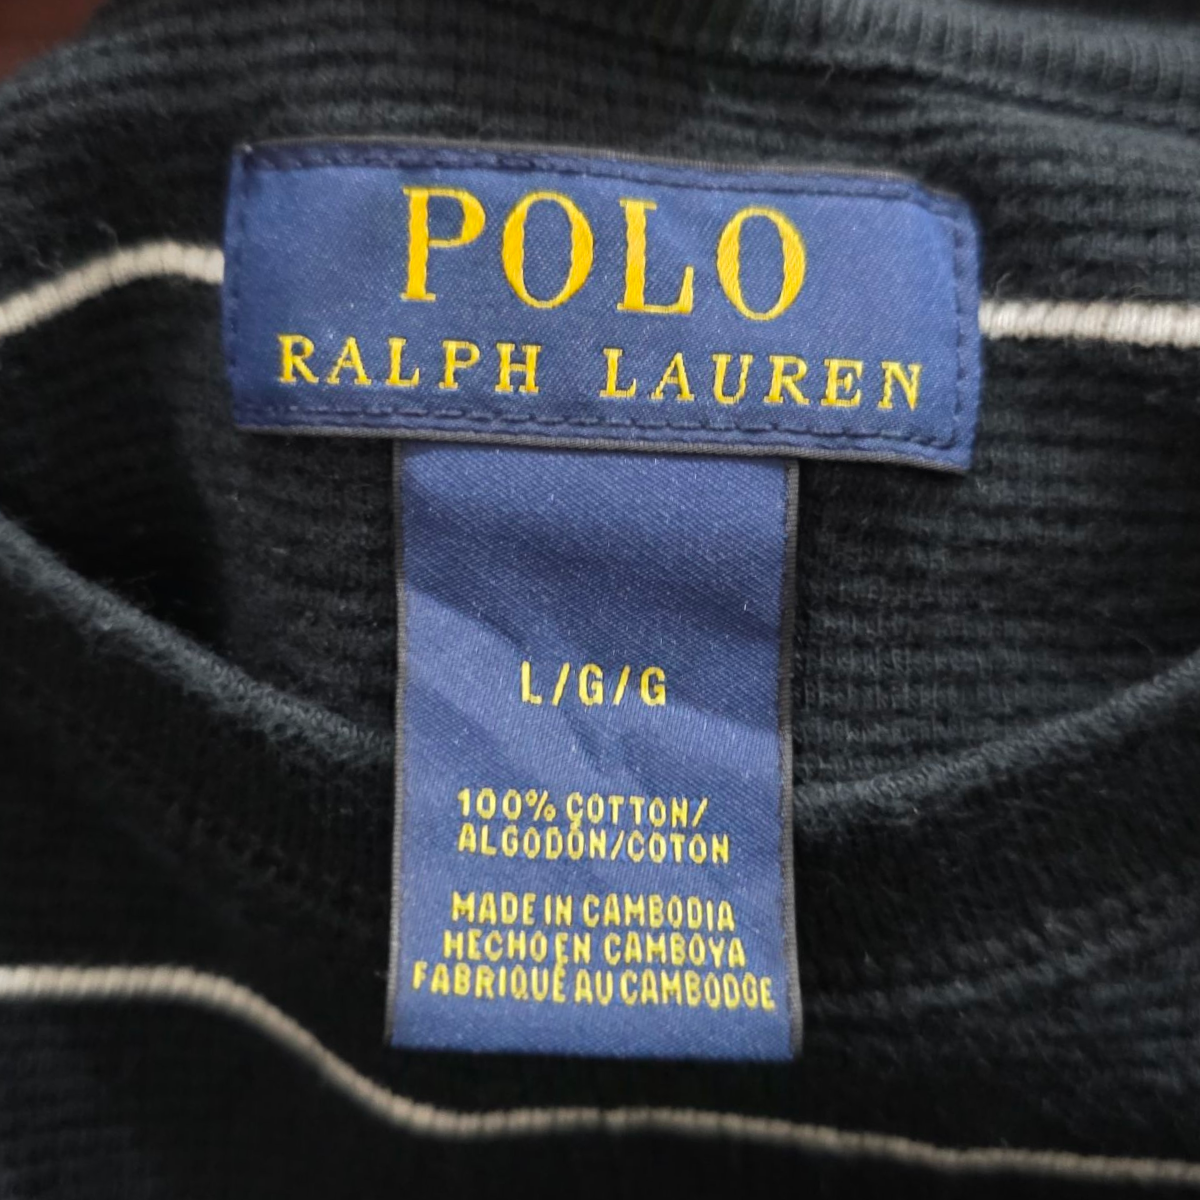 POLO
RALPH LAUREN
L/G/G
100% COTTON/
ALGODÓN/COTON
MADE IN CAMBODIA
HECHO EN CAMBOYA
FABRIQUÉ AU CAMBODGE